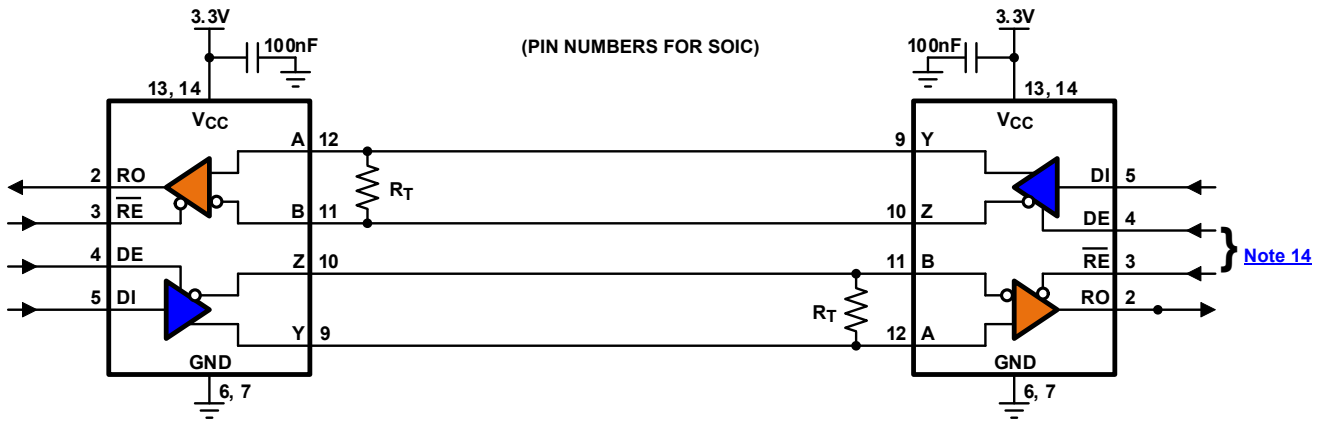 3.3V
100nF
(PIN NUMBERS FOR SOIC)
3.3V
100nF
13, 14
VCC
13, 14
VCC
A 12
9 Y
2 RO
RT
DI 5
3 RE
B 11
10 Z
DE 4
4 DE
Z 10
11 B
RE 3
} Note 14
5 DI
RT
RO 2
Y 9
12 A
GND
6, 7
GND
6, 7